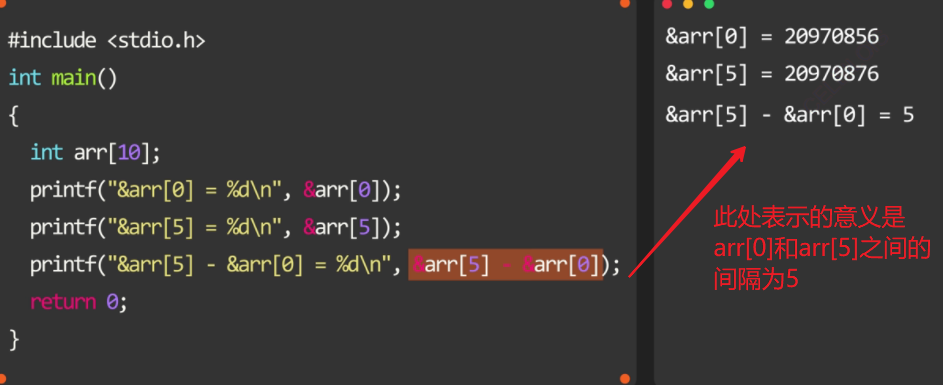 #include <stdio.h>
int main()
{
int arr[10];
printf("&arr[0] = %d\n", &arr[0]);
printf("&arr[5] = %d\n", &arr[5]);
printf("&arr[5] - &arr[0] = %d\n", &arr[5] - &arr[0]);
return 0;
}
&arr[0] = 20970856
&arr[5] = 20970876
&arr[5] - &arr[0] = 5
此处表示的意义是
arr[0]和arr[5]之间的
间隔为5